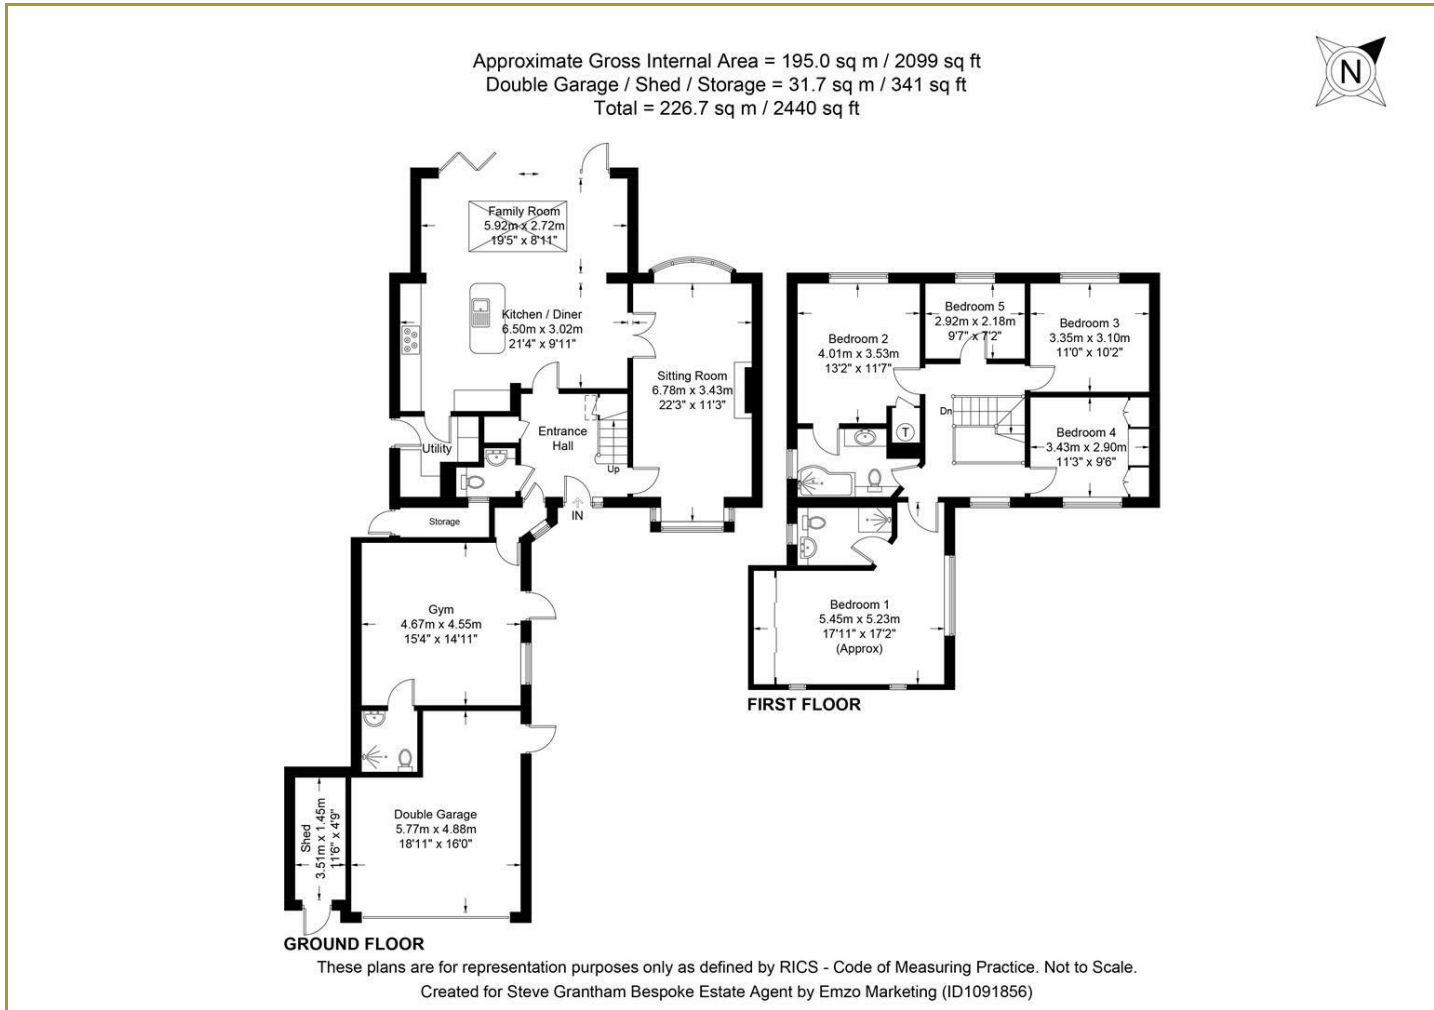 Approximate Gross Internal Area = 195.0 sq m / 2099 sq ft
Double Garage / Shed / Storage = 31.7 sq m / 341 sq ft
Total = 226.7 sq m / 2440 sq ft
N
Family Room
5.92m x 2.72m
19'5" x 8'11"
Kitchen / Diner
6.50m x 3.02m
21'4" x 9'11"
Sitting Room
6.78m x 3.43m
22'3" x 11'3"
Entrance
Hall
Up
Utility
IN
Storage
Gym
4.67m x 4.55m
15'4" x 14'11"
Double Garage
5.77m x 4.88m
18'11" x 16'0"
Shed
3.51m x 1.45m
11'6" x 4'9"
GROUND FLOOR
Bedroom 2
4.01m x 3.53m
13'2" x 11'7"
Bedroom 5
2.92m x 2.18m
9'7" x 7'2"
Bedroom 3
3.35m x 3.10m
11'0" x 10'2"
Dn
T
Bedroom 4
3.43m x 2.90m
11'3" x 9'6"
Bedroom 1
5.45m x 5.23m
17'11" x 17'2"
(Approx)
FIRST FLOOR
These plans are for representation purposes only as defined by RICS - Code of Measuring Practice. Not to Scale.
Created for Steve Grantham Bespoke Estate Agent by Emzo Marketing (ID1091856)